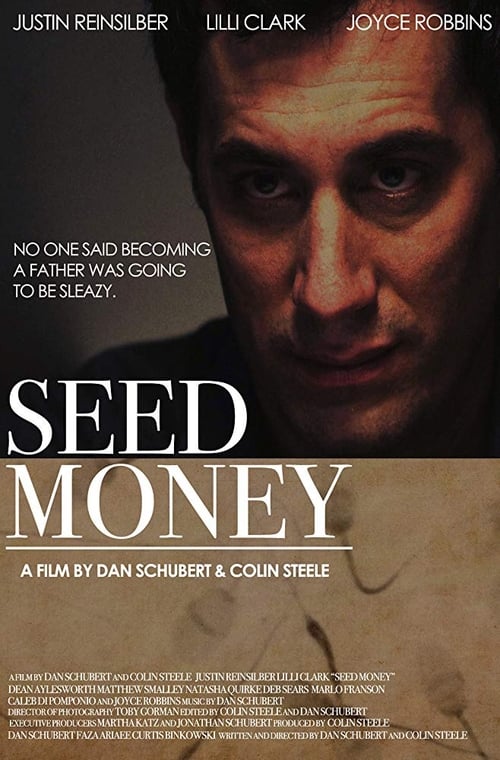 JUSTIN REINSILBER LILLI CLARK JOYCE ROBBINS
NO ONE SAID BECOMING
A FATHER WAS GOING
TO BE SLEAZY.
SEED
MONEY
A FILM BY DAN SCHUBERT & COLIN STEELE
A FILM BY DAN SCHUBERT AND COLIN STEELE JUSTIN REINSILBER LILLI CLARK "SEED MONEY"
DEAN AYLESWORTH MATTHEW SMALLEY NATASHA QUIRKE DEB SEARS MARLO FRANSON
CALEB DI POMPONIO AND JOYCE ROBBINS MUSIC BY DAN SCHUBERT
DIRECTOR OF PHOTOGRAPHY TOBY GORMAN EDITED BY COLIN STEELE AND DAN SCHUBERT
EXECUTIVE PRODUCERS MARTHA KATZ AND JONATHAN SCHUBERT PRODUCED BY COLIN STEELE
DAN SCHUBERT FAZA ARIAEE CURTIS BINKOWSKI WRITTEN AND DIRECTED BY DAN SCHUBERT AND COLIN STEELE